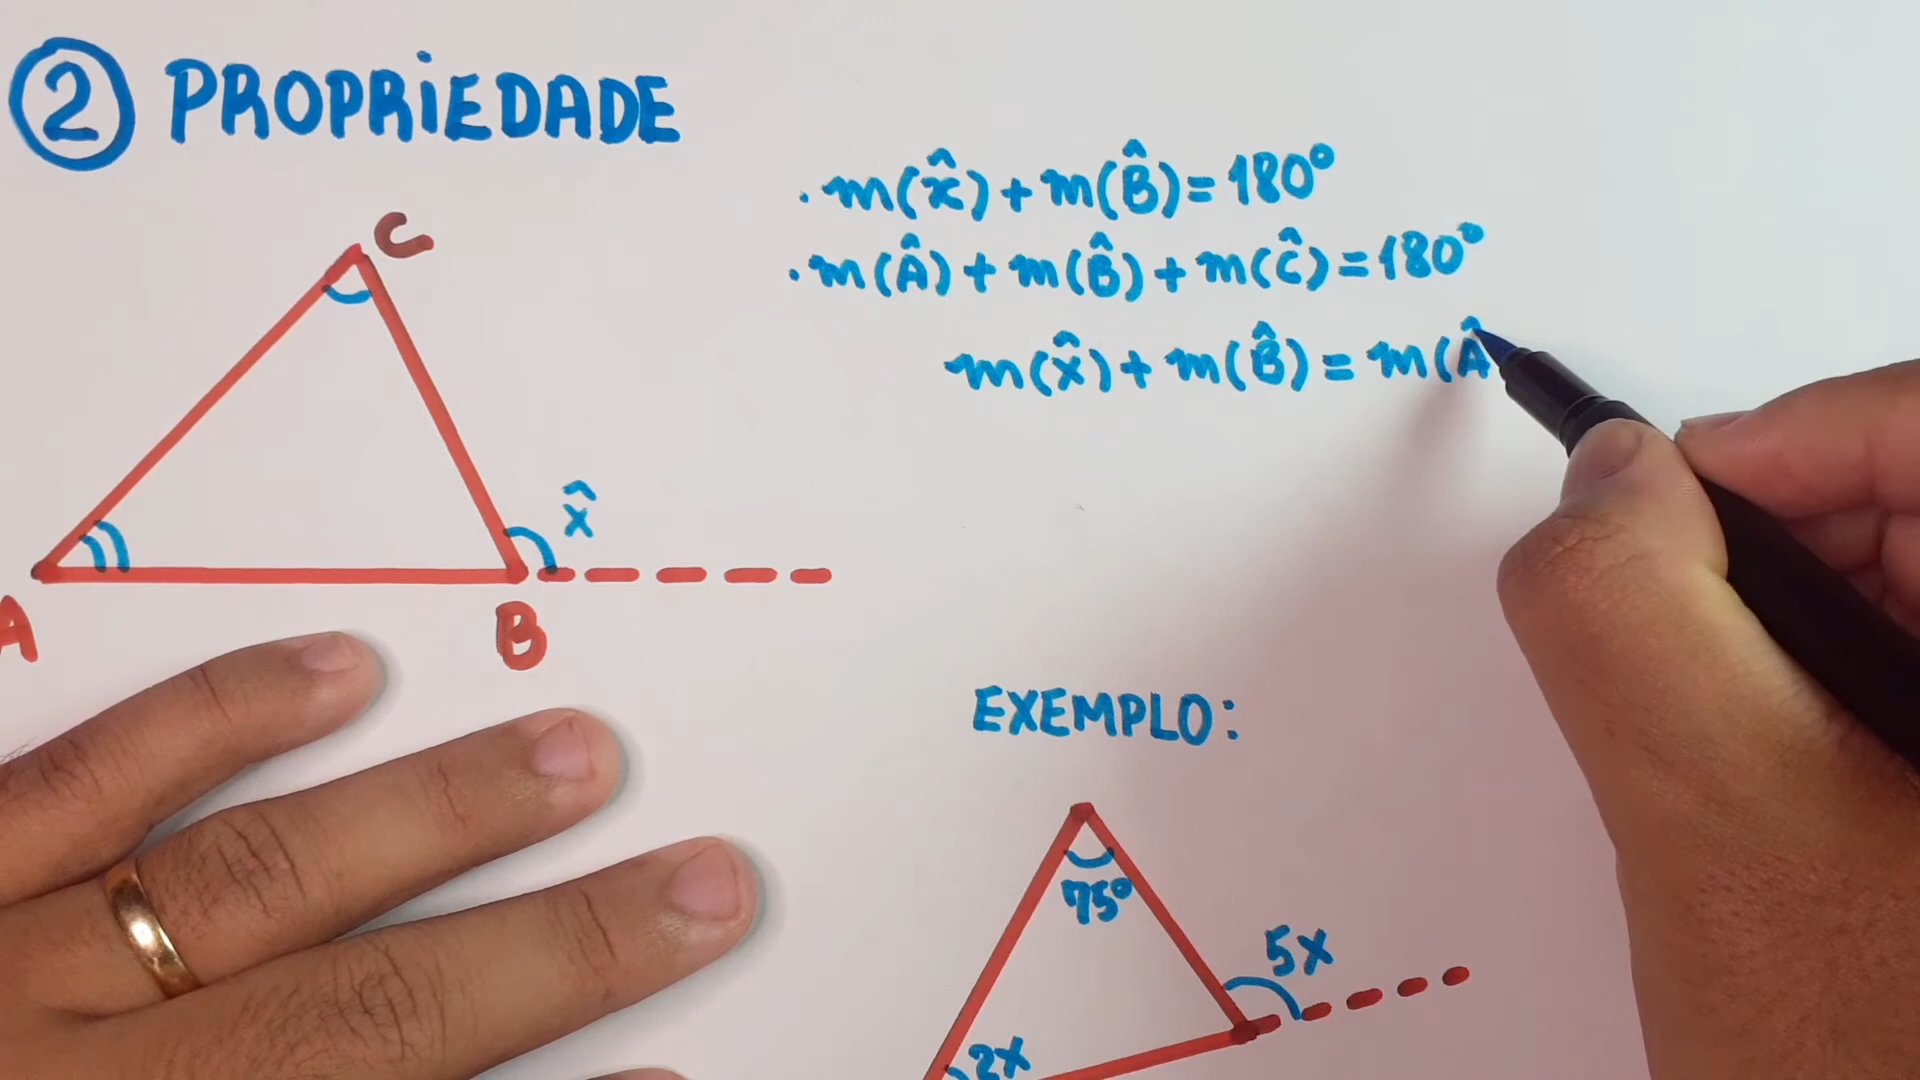 2 PROPRIEDADE
. m(x̂) + m(B̂) = 180°
. m(Â) + m(B̂) + m(Ĉ) = 180°
m(x̂) + m(B̂) = m(Â
C
x̂
A
B
EXEMPLO:
75°
5x
2x